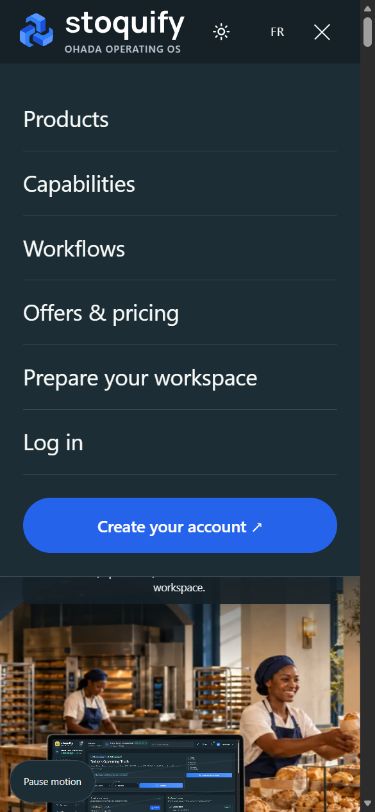 stoquify
OHADA OPERATING OS
FR
Products
Capabilities
Workflows
Offers & pricing
Prepare your workspace
Log in
Create your account ↗
workspace.
Pause motion